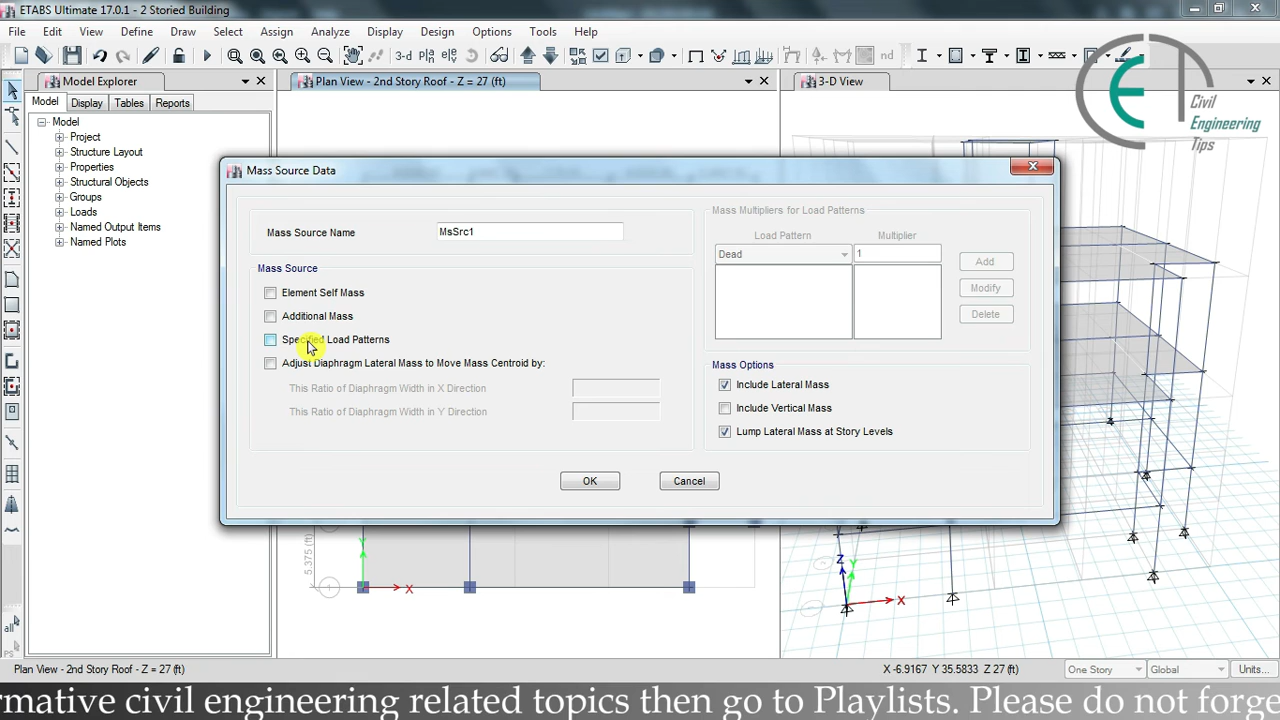 ETABS Ultimate 17.0.1 - 2 Storied Building
File Edit View Define Draw Select Assign Analyze Display Design Options Tools Help
Model Explorer
Plan View - 2nd Story Roof - Z = 27 (ft)
3-D View
Model Display Tables Reports
Model
Project
Structure Layout
Properties
Structural Objects
Groups
Loads
Named Output Items
Named Plots
Civil
Engineering
Tips
Mass Source Data
Mass Source Name MsSrc1
Mass Source
Element Self Mass
Additional Mass
Specified Load Patterns
Adjust Diaphragm Lateral Mass to Move Mass Centroid by:
This Ratio of Diaphragm Width in X Direction
This Ratio of Diaphragm Width in Y Direction
Mass Multipliers for Load Patterns
Load Pattern Multiplier
Dead 1
Add
Modify
Delete
Mass Options
Include Lateral Mass
Include Vertical Mass
Lump Lateral Mass at Story Levels
OK Cancel
5.375 (ft)
Y
X
Z
Y
X
all
Plan View - 2nd Story Roof - Z = 27 (ft)
X -6.9167 Y 35.5833 Z 27 (ft)
One Story Global Units...
rmative civil engineering related topics then go to Playlists. Please do not forge